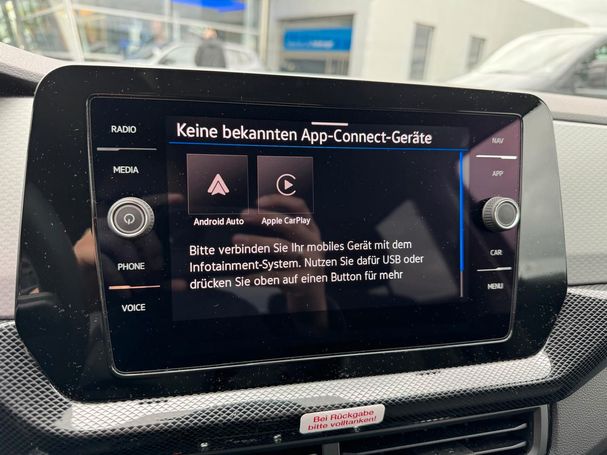 RADIO
MEDIA
PHONE
VOICE
Keine bekannten App-Connect-Geräte
Android Auto
Apple CarPlay
Bitte verbinden Sie Ihr mobiles Gerät mit dem
Infotainment-System. Nutzen Sie dafür USB oder
drücken Sie oben auf einen Button für mehr
NAV
APP
CAR
MENU
Bei Rückgabe
bitte volltanken!